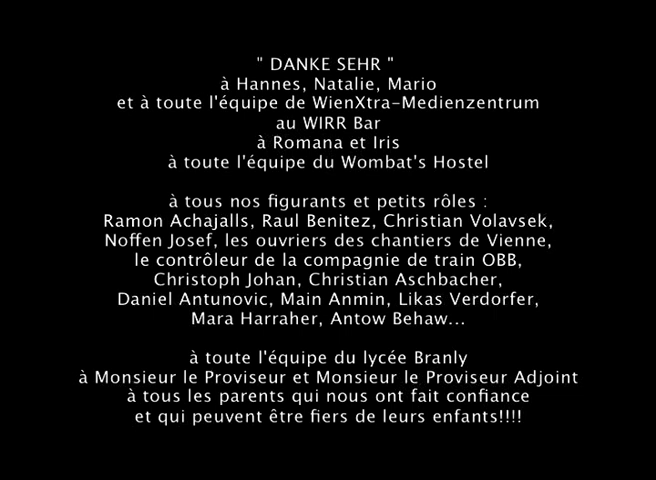 " DANKE SEHR "
à Hannes, Natalie, Mario
et à toute l'équipe de WienXtra-Medienzentrum
au WIRR Bar
à Romana et Iris
à toute l'équipe du Wombat's Hostel
à tous nos figurants et petits rôles :
Ramon Achajalls, Raul Benitez, Christian Volavsek,
Noffen Josef, les ouvriers des chantiers de Vienne,
le contrôleur de la compagnie de train OBB,
Christoph Johan, Christian Aschbacher,
Daniel Antunovic, Main Anmin, Likas Verdorfer,
Mara Harraher, Antow Behaw...
à toute l'équipe du lycée Branly
à Monsieur le Proviseur et Monsieur le Proviseur Adjoint
à tous les parents qui nous ont fait confiance
et qui peuvent être fiers de leurs enfants!!!!